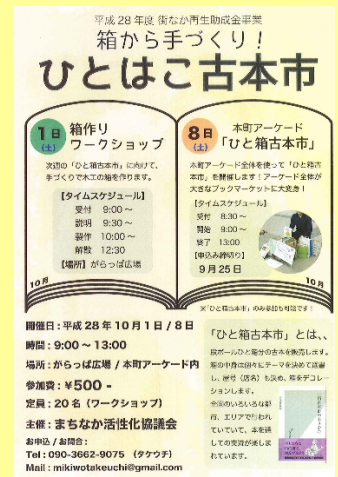 平成28年度 街なか再生助成金事業
箱から手づくり!
ひとはこ古本市
1日
(土)
箱作り
ワークショップ
次週の「ひと箱古本市」に向けて、
手づくりで木工の箱を作ります。
【タイムスケジュール】
受付 9:00〜
説明 9:30〜
製作 10:00〜
解散 12:30
【場所】がらっぱ広場
10月
8日
(土)
本町アーケード
「ひと箱古本市」
本町アーケード全体を使って「ひと箱古
本市」を開催します!アーケード全体が
大きなブックマーケットに大変身!
【タイムスケジュール】
受付 8:30〜
開始 9:00〜
終了 13:00
【申込み締切り】
9月25日
10月
※「ひと箱古本市」のみ参加も可能です!
開催日:平成28年10月1日/8日
時間:9:00〜13:00
場所:がらっぱ広場 / 本町アーケード内
参加費:¥500-
定員:20名(ワークショップ)
主催:まちなか活性化協議会
お申込 / お問合:
Tel:090-3662-9075 (タケウチ)
Mail:mikiwotakeuchi@gmail.com
「ひと箱古本市」とは、、
段ボールひと箱分の古本を販売します。
箱の中身は個々にテーマを決めて選書
し、屋号(店名)も決め、箱をデコレー
ションします。
全国のいろいろな都
市、エリアで行われ
ていていて、本を通
しての交流が楽しま
れています。